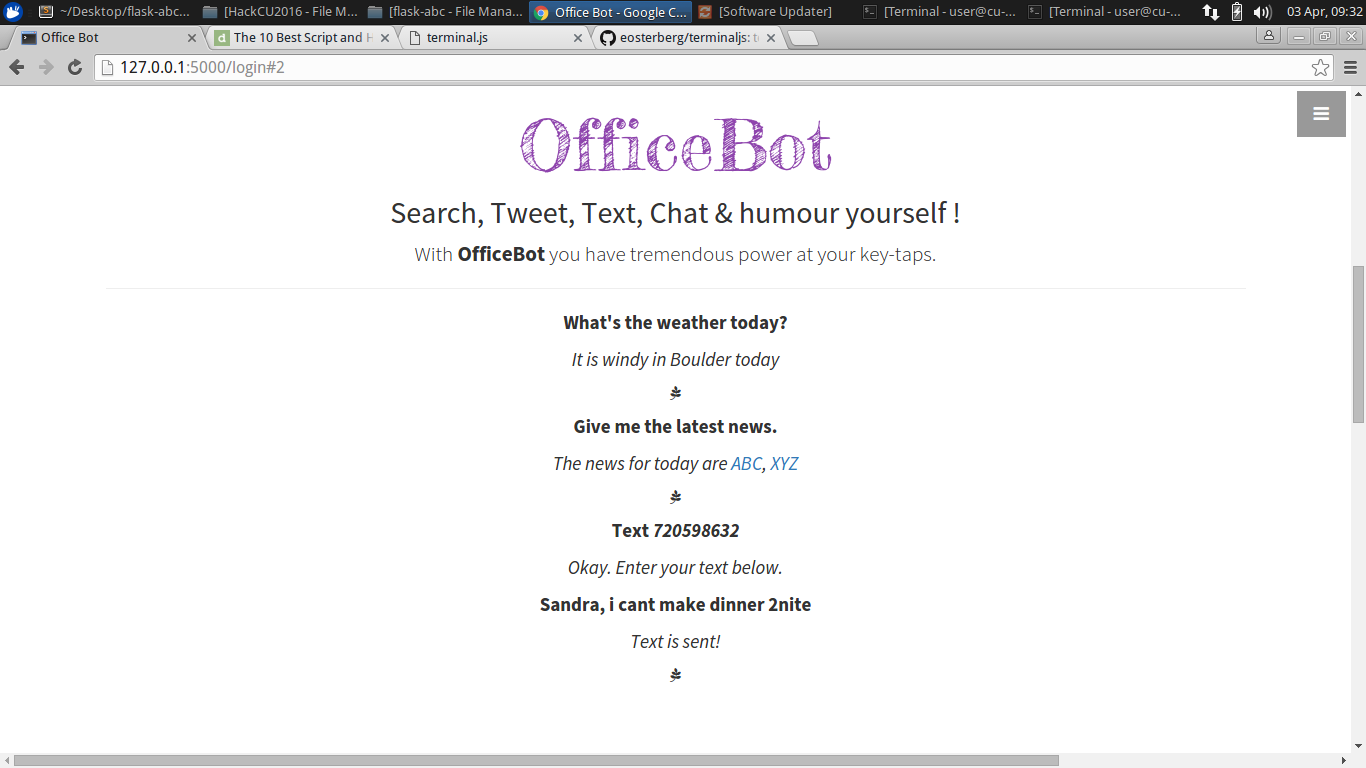 ~/Desktop/flask-abc... [HackCU2016 - File M... [flask-abc - File Mana... Office Bot - Google C... [Software Updater] [Terminal - user@cu-... [Terminal - user@cu-... 03 Apr, 09:32
Office Bot The 10 Best Script and H terminal.js eosterberg/terminaljs: t
127.0.0.1:5000/login#2
OfficeBot
Search, Tweet, Text, Chat & humour yourself !
With OfficeBot you have tremendous power at your key-taps.
What's the weather today?
It is windy in Boulder today
Give me the latest news.
The news for today are ABC, XYZ
Text 720598632
Okay. Enter your text below.
Sandra, i cant make dinner 2nite
Text is sent!